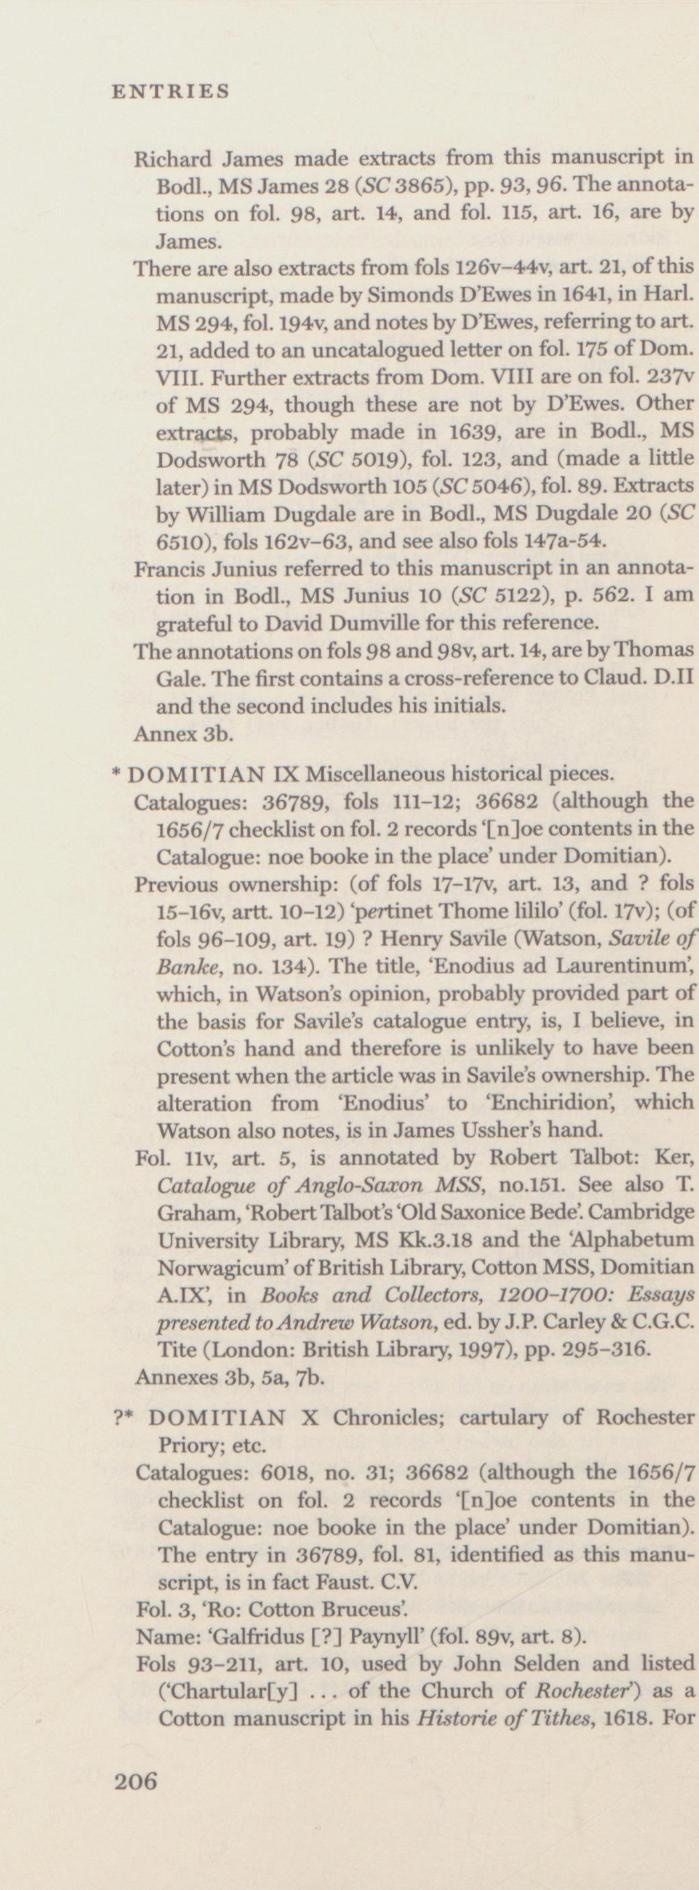 ENTRIES
Richard James made extracts from this manuscript in
Bodl., MS James 28 (SC 3865), pp. 93, 96. The annota-
tions on fol. 98, art. 14, and fol. 115, art. 16, are by
James.
There are also extracts from fols 126v–44v, art. 21, of this
manuscript, made by Simonds D'Ewes in 1641, in Harl.
MS 294, fol. 194v, and notes by D'Ewes, referring to art.
21, added to an uncatalogued letter on fol. 175 of Dom.
VIII. Further extracts from Dom. VIII are on fol. 237v
of MS 294, though these are not by D'Ewes. Other
extracts, probably made in 1639, are in Bodl., MS
Dodsworth 78 (SC 5019), fol. 123, and (made a little
later) in MS Dodsworth 105 (SC 5046), fol. 89. Extracts
by William Dugdale are in Bodl., MS Dugdale 20 (SC
6510), fols 162v–63, and see also fols 147a-54.
Francis Junius referred to this manuscript in an annota-
tion in Bodl., MS Junius 10 (SC 5122), p. 562. I am
grateful to David Dumville for this reference.
The annotations on fols 98 and 98v, art. 14, are by Thomas
Gale. The first contains a cross-reference to Claud. D.II
and the second includes his initials.
Annex 3b.
* DOMITIAN IX Miscellaneous historical pieces.
Catalogues: 36789, fols 111–12; 36682 (although the
1656/7 checklist on fol. 2 records '[n]oe contents in the
Catalogue: noe booke in the place' under Domitian).
Previous ownership: (of fols 17–17v, art. 13, and ? fols
15–16v, artt. 10–12) 'pertinet Thome lililo' (fol. 17v); (of
fols 96–109, art. 19) ? Henry Savile (Watson, Savile of
Banke, no. 134). The title, 'Enodius ad Laurentinum',
which, in Watson's opinion, probably provided part of
the basis for Savile's catalogue entry, is, I believe, in
Cotton's hand and therefore is unlikely to have been
present when the article was in Savile's ownership. The
alteration from 'Enodius' to 'Enchiridion', which
Watson also notes, is in James Ussher's hand.
Fol. 11v, art. 5, is annotated by Robert Talbot: Ker,
Catalogue of Anglo-Saxon MSS, no.151. See also T.
Graham, 'Robert Talbot's 'Old Saxonice Bede'. Cambridge
University Library, MS Kk.3.18 and the 'Alphabetum
Norwagicum' of British Library, Cotton MSS, Domitian
A.IX', in Books and Collectors, 1200–1700: Essays
presented to Andrew Watson, ed. by J.P. Carley & C.G.C.
Tite (London: British Library, 1997), pp. 295–316.
Annexes 3b, 5a, 7b.
?* DOMITIAN X Chronicles; cartulary of Rochester
Priory; etc.
Catalogues: 6018, no. 31; 36682 (although the 1656/7
checklist on fol. 2 records '[n]oe contents in the
Catalogue: noe booke in the place' under Domitian).
The entry in 36789, fol. 81, identified as this manu-
script, is in fact Faust. C.V.
Fol. 3, 'Ro: Cotton Bruceus'.
Name: 'Galfridus [?] Paynyll' (fol. 89v, art. 8).
Fols 93–211, art. 10, used by John Selden and listed
('Chartular[y] ... of the Church of Rochester') as a
Cotton manuscript in his Historie of Tithes, 1618. For
206